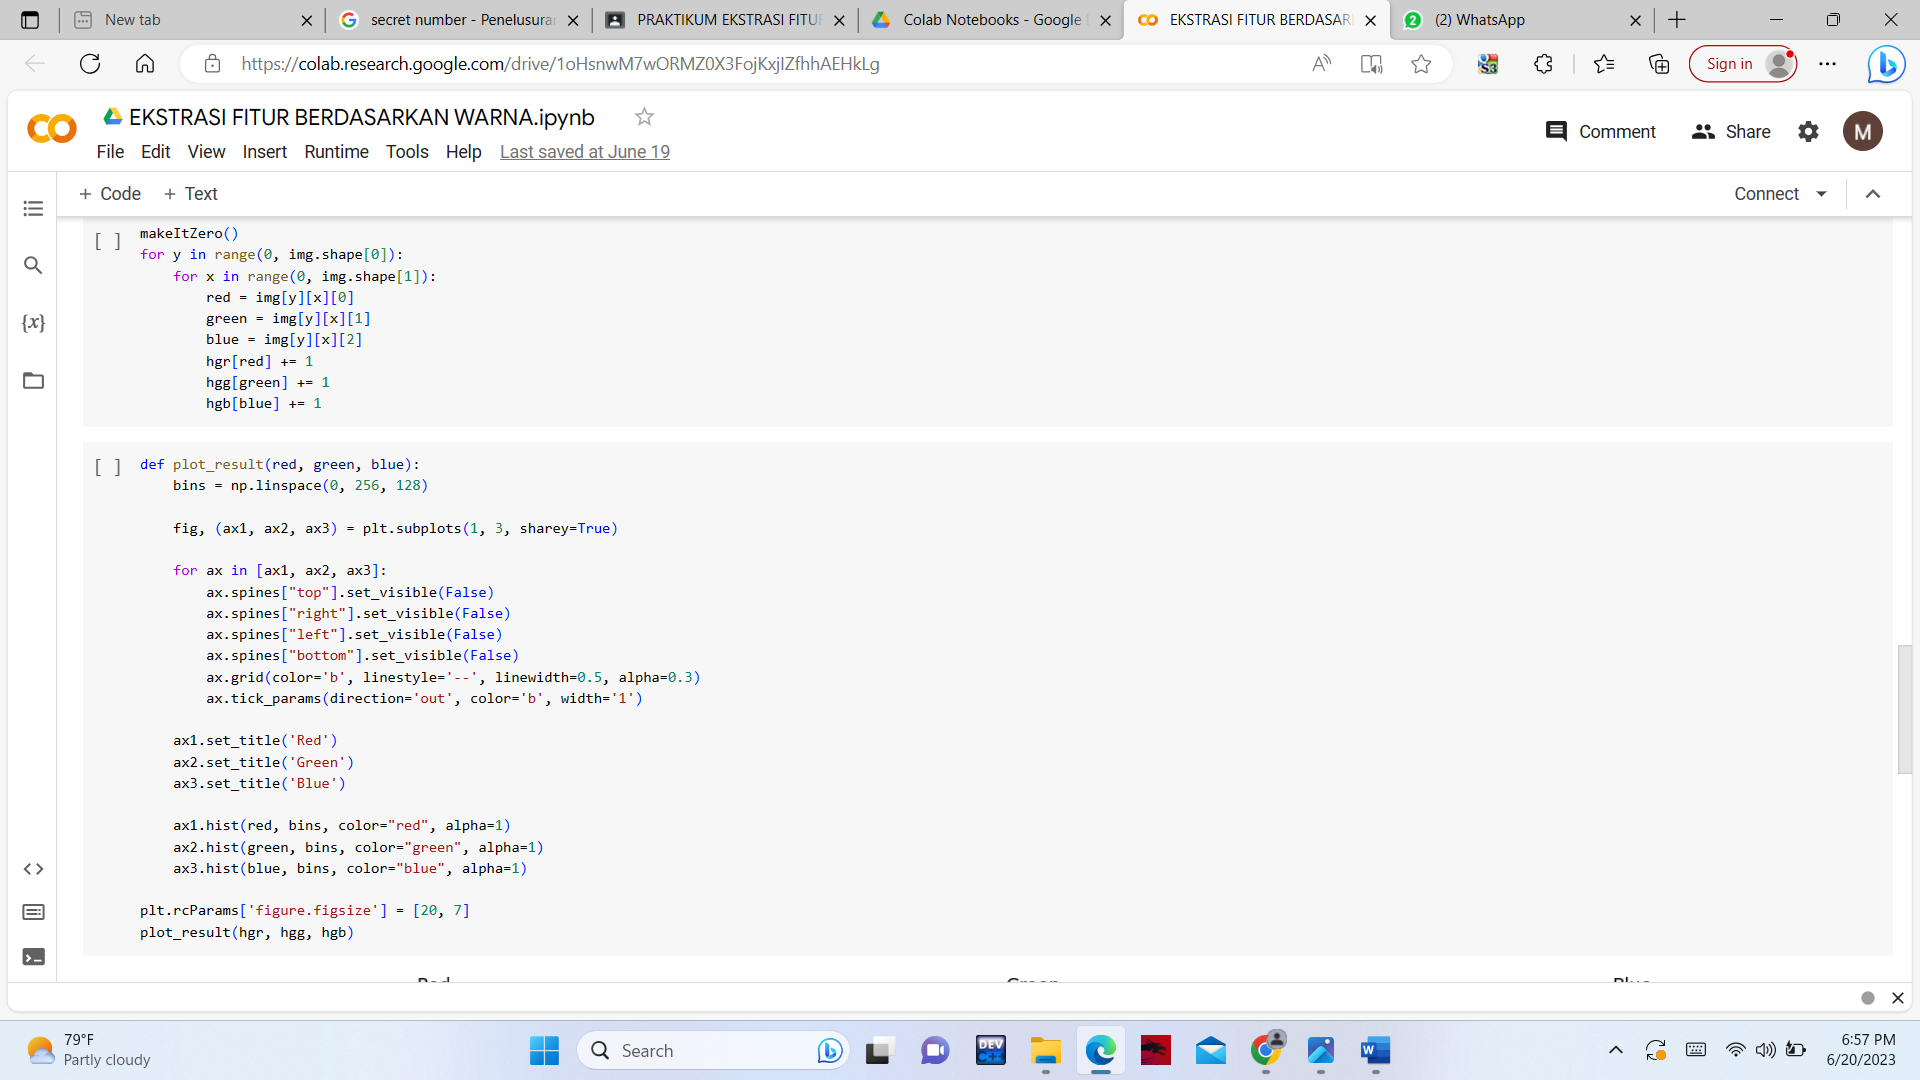 New tab
secret number - Penelusuran
PRAKTIKUM EKSTRASI FITUR
Colab Notebooks - Google
EKSTRASI FITUR BERDASAR
2
(2) WhatsApp
https://colab.research.google.com/drive/1oHsnwM7wORMZ0X3FojKxjIZfhhAEHkLg
S3
Sign in
EKSTRASI FITUR BERDASARKAN WARNA.ipynb
Comment
Share
M
File Edit View Insert Runtime Tools Help Last saved at June 19
+ Code + Text
Connect
{x}
[ ]
makeItZero()
for y in range(0, img.shape[0]):
    for x in range(0, img.shape[1]):
        red = img[y][x][0]
        green = img[y][x][1]
        blue = img[y][x][2]
        hgr[red] += 1
        hgg[green] += 1
        hgb[blue] += 1
[ ]
def plot_result(red, green, blue):
    bins = np.linspace(0, 256, 128)
    fig, (ax1, ax2, ax3) = plt.subplots(1, 3, sharey=True)
    for ax in [ax1, ax2, ax3]:
        ax.spines["top"].set_visible(False)
        ax.spines["right"].set_visible(False)
        ax.spines["left"].set_visible(False)
        ax.spines["bottom"].set_visible(False)
        ax.grid(color='b', linestyle='--', linewidth=0.5, alpha=0.3)
        ax.tick_params(direction='out', color='b', width='1')
    ax1.set_title('Red')
    ax2.set_title('Green')
    ax3.set_title('Blue')
    ax1.hist(red, bins, color="red", alpha=1)
    ax2.hist(green, bins, color="green", alpha=1)
    ax3.hist(blue, bins, color="blue", alpha=1)
plt.rcParams['figure.figsize'] = [20, 7]
plot_result(hgr, hgg, hgb)
Red Green Blue
79°F
Partly cloudy
Search
DEV
C++
W
6:57 PM
6/20/2023